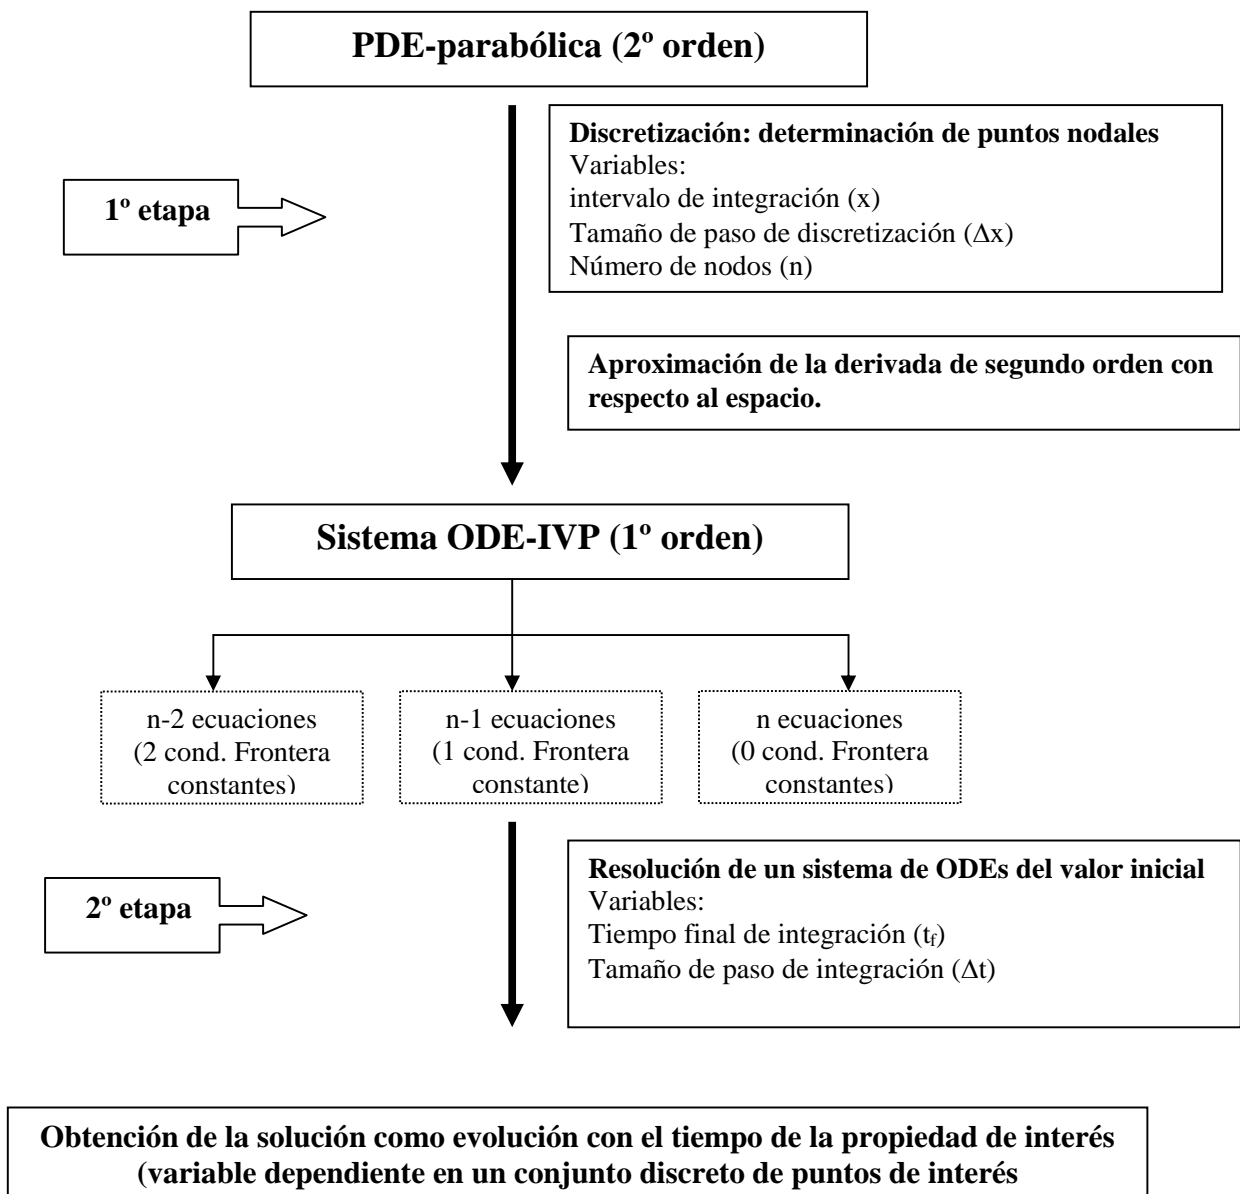 PDE-parabólica (2º orden)
Discretización: determinación de puntos nodales
Variables:
intervalo de integración (x)
Tamaño de paso de discretización (Δx)
Número de nodos (n)
1º etapa
Aproximación de la derivada de segundo orden con
respecto al espacio.
Sistema ODE-IVP (1º orden)
n-2 ecuaciones
(2 cond. Frontera
constantes)
n-1 ecuaciones
(1 cond. Frontera
constante)
n ecuaciones
(0 cond. Frontera
constantes)
2º etapa
Resolución de un sistema de ODEs del valor inicial
Variables:
Tiempo final de integración (tf)
Tamaño de paso de integración (Δt)
Obtención de la solución como evolución con el tiempo de la propiedad de interés
(variable dependiente en un conjunto discreto de puntos de interés